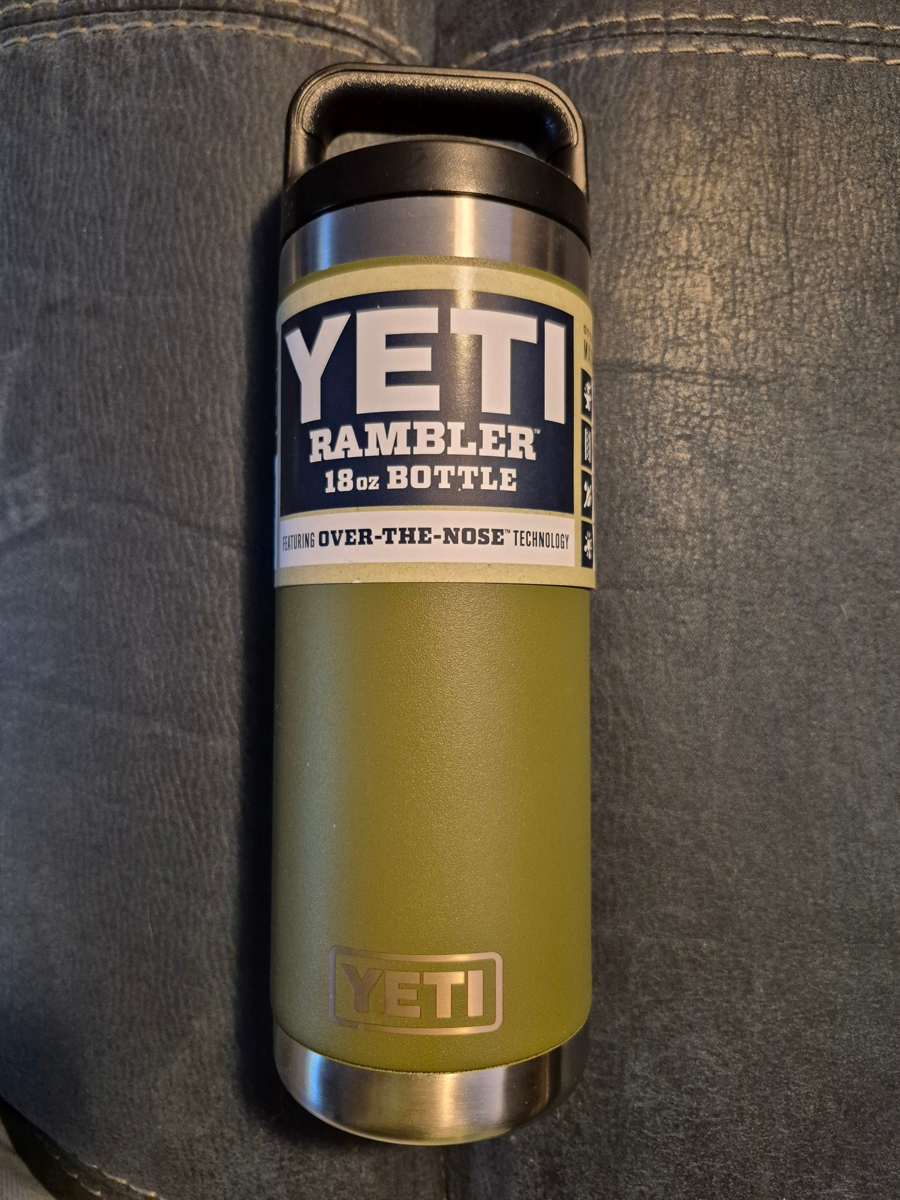 YETI
RAMBLER™
18oz BOTTLE
FEATURING OVER-THE-NOSE™ TECHNOLOGY
YETI